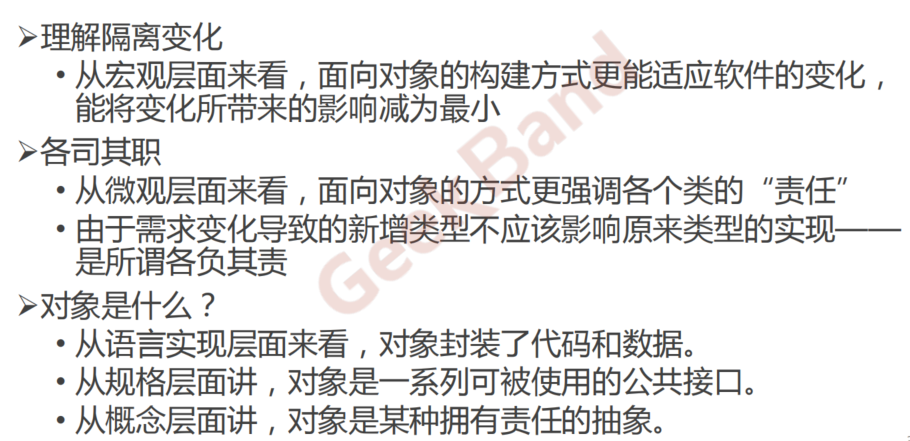 ➢理解隔离变化
• 从宏观层面来看，面向对象的构建方式更能适应软件的变化，
能将变化所带来的影响减为最小
➢各司其职
• 从微观层面来看，面向对象的方式更强调各个类的“责任”
• 由于需求变化导致的新增类型不应该影响原来类型的实现——
是所谓各负其责
➢对象是什么？
• 从语言实现层面来看，对象封装了代码和数据。
• 从规格层面讲，对象是一系列可被使用的公共接口。
• 从概念层面讲，对象是某种拥有责任的抽象。
GeekBand